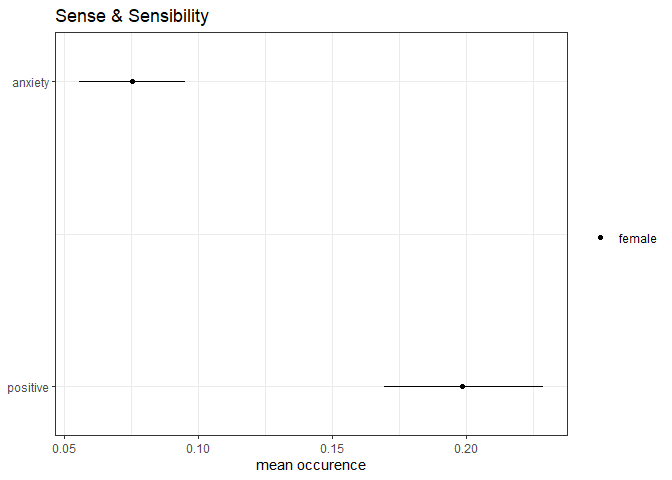 Sense & Sensibility
anxiety
female
positive
0.05 0.10 0.15 0.20
mean occurence